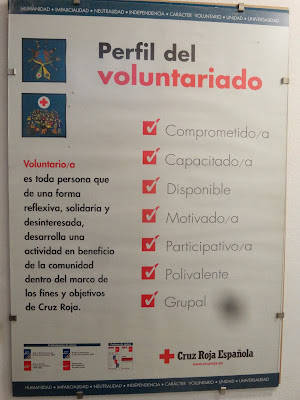 HUMANIDAD • IMPARCIALIDAD • NEUTRALIDAD • INDEPENDENCIA • CARÁCTER VOLUNTARIO • UNIDAD • UNIVERSALIDAD
Perfil del
voluntariado
Voluntario/a
es toda persona que
de una forma
reflexiva, solidaria y
desinteresada,
desarrolla una
actividad en beneficio
de la comunidad
dentro del marco de
los fines y objetivos
de Cruz Roja.
Comprometido/a
Capacitado/a
Disponible
Motivado/a
Participativo/a
Polivalente
Grupal
Cruz Roja Española
HUMANIDAD • IMPARCIALIDAD • NEUTRALIDAD • INDEPENDENCIA • CARÁCTER VOLUNTARIO • UNIDAD • UNIVERSALIDAD